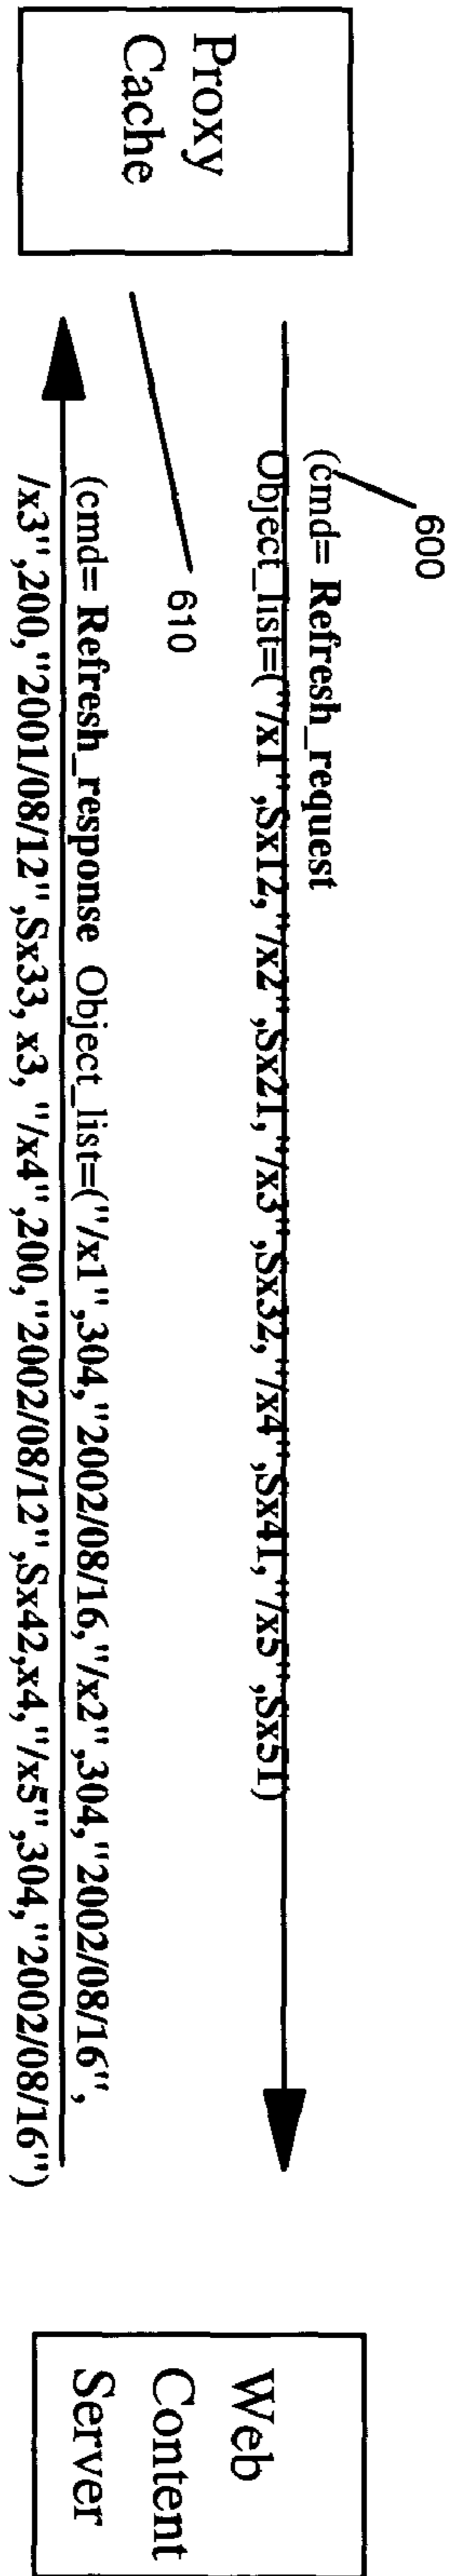 Proxy
Cache
600
(cmd= Refresh_request
Object_list=("/x1",Sx12,"/x2",Sx21,"/x3",Sx32,"/x4",Sx41,"/x5",Sx51)
610
(cmd= Refresh_response Object_list=("/x1",304,"2002/08/16,"/x2",304,"2002/08/16",
/x3",200,"2001/08/12",Sx33, x3, "/x4",200,"2002/08/12",Sx42,x4,"/x5",304,"2002/08/16")
Web
Content
Server